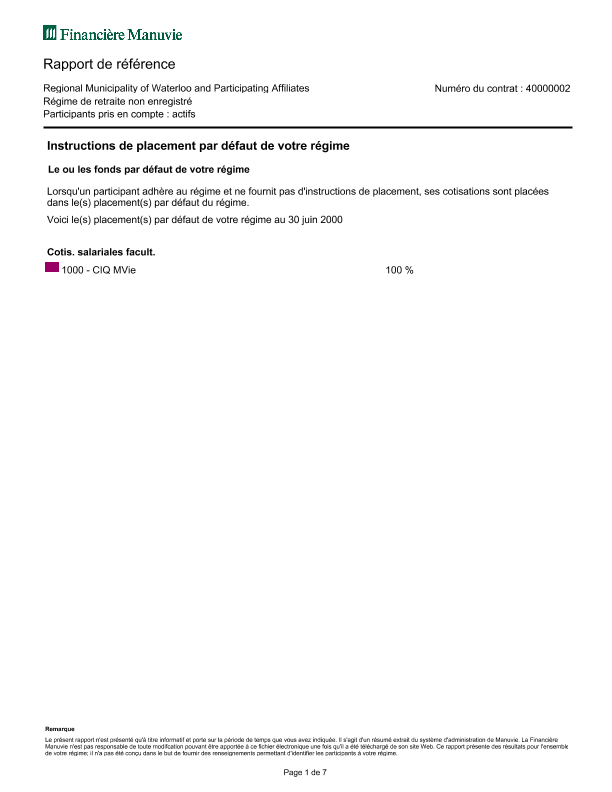 Financière Manuvie
Rapport de référence
Regional Municipality of Waterloo and Participating Affiliates
Numéro du contrat : 40000002
Régime de retraite non enregistré
Participants pris en compte : actifs
Instructions de placement par défaut de votre régime
Le ou les fonds par défaut de votre régime
Lorsqu'un participant adhère au régime et ne fournit pas d'instructions de placement, ses cotisations sont placées
dans le(s) placement(s) par défaut du régime.
Voici le(s) placement(s) par défaut de votre régime au 30 juin 2000
Cotis. salariales facult.
1000 - CIQ MVie 100 %
Remarque
Le présent rapport n'est présenté qu'à titre informatif et porte sur la période de temps que vous avez indiquée. Il s'agit d'un résumé extrait du système d'administration de Manuvie. La Financière
Manuvie n'est pas responsable de toute modifcation pouvant être apportée à ce fichier électronique une fois qu'il a été téléchargé de son site Web. Ce rapport présente des résultats pour l'ensemble
de votre régime; il n'a pas été conçu dans le but de fournir des renseignements permettant d'identifier les participants à votre régime.
Page 1 de 7